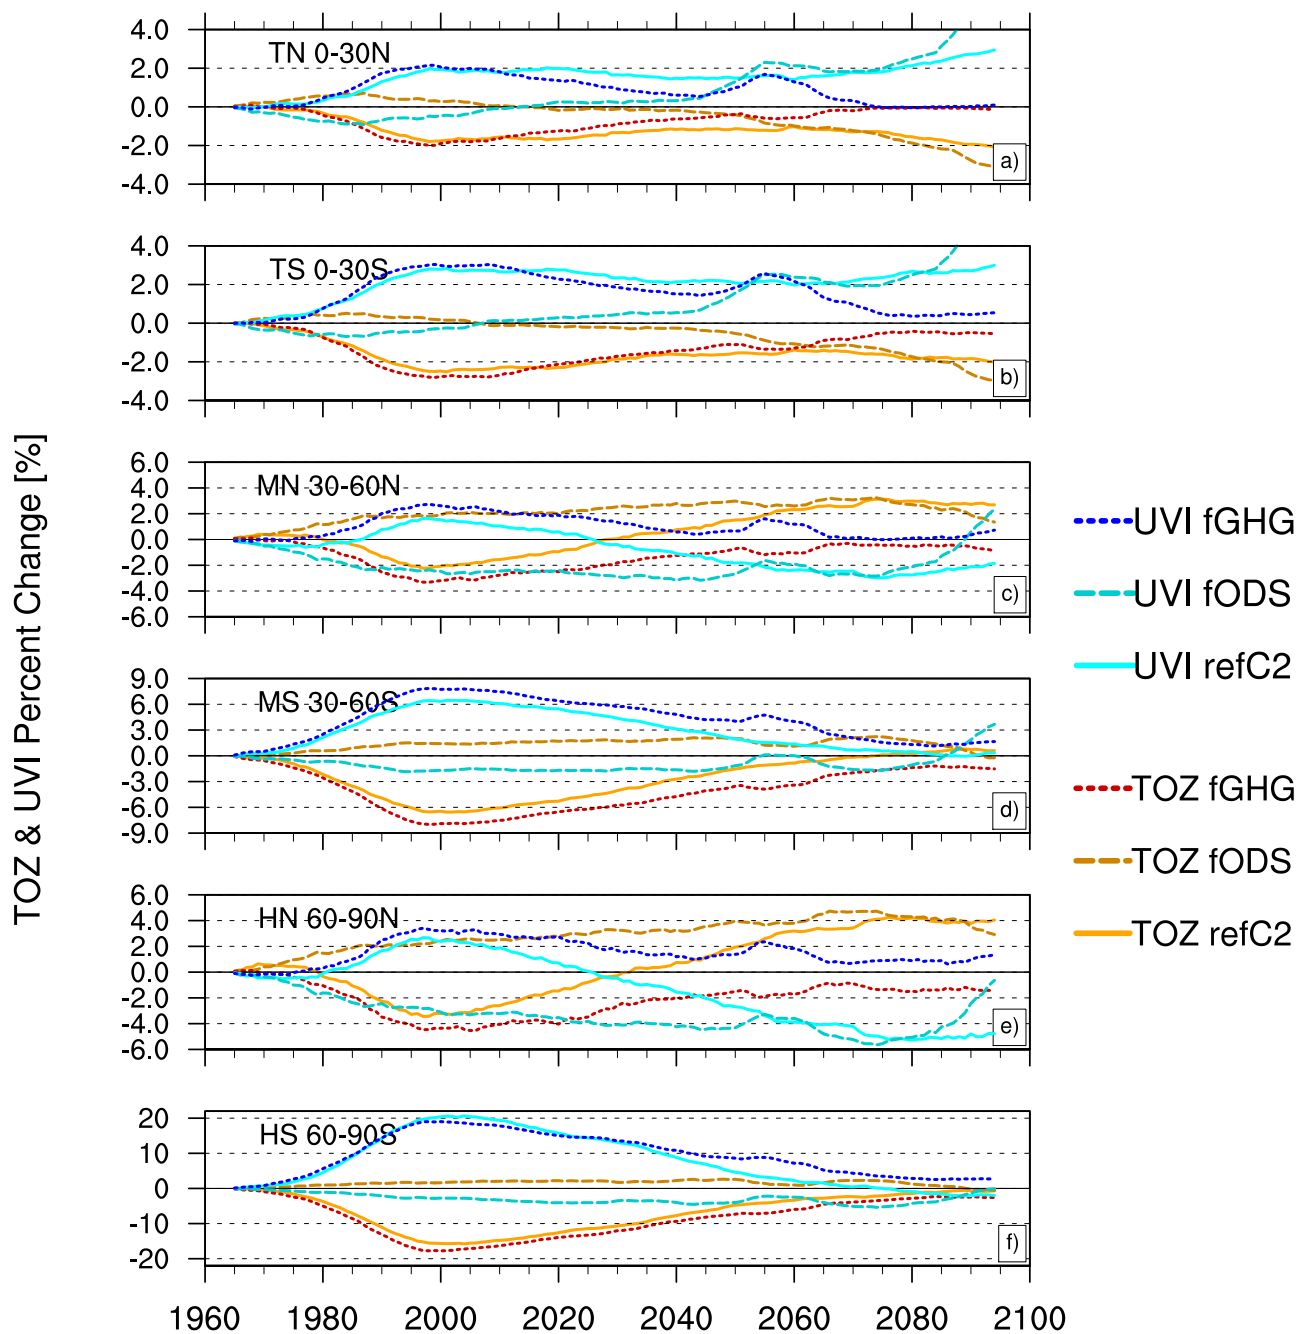 TOZ & UVI Percent Change [%]
TN 0-30N
4.0
2.0
0.0
-2.0
-4.0
a)
TS 0-30S
4.0
2.0
0.0
-2.0
-4.0
b)
MN 30-60N
6.0
4.0
2.0
0.0
-2.0
-4.0
-6.0
c)
MS 30-60S
9.0
6.0
3.0
0.0
-3.0
-6.0
-9.0
d)
HN 60-90N
6.0
4.0
2.0
0.0
-2.0
-4.0
-6.0
e)
HS 60-90S
20
10
0
-10
-20
f)
1960 1980 2000 2020 2040 2060 2080 2100
UVI fGHG
UVI fODS
UVI refC2
TOZ fGHG
TOZ fODS
TOZ refC2